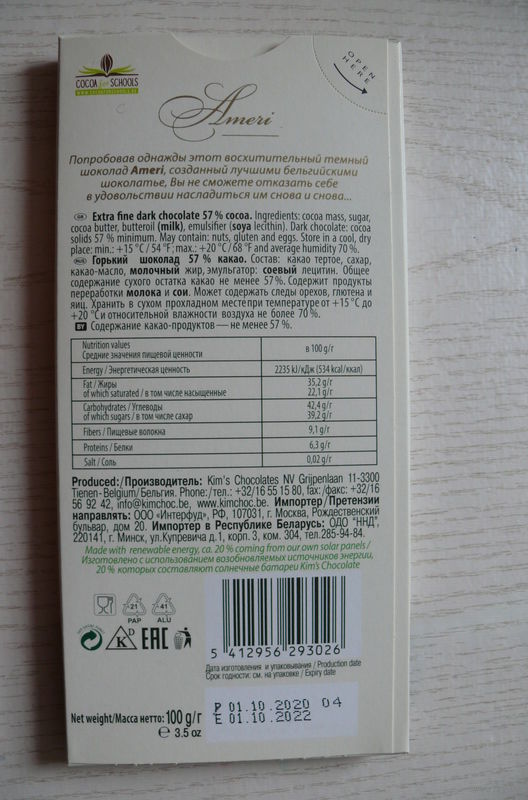 COCOA for SCHOOLS
OPEN HERE
Ameri
Попробовав однажды этот восхитительный темный
шоколад Ameri, созданный лучшими бельгийскими
шоколатье, Вы не сможете отказать себе
в удовольствии насладиться им снова и снова...
GB Extra fine dark chocolate 57 % cocoa. Ingredients: cocoa mass, sugar,
cocoa butter, butteroil (milk), emulsifier (soya lecithin). Dark chocolate: cocoa
solids 57 % minimum. May contain: nuts, gluten and eggs. Store in a cool, dry
place: min.: +15 °C / 54 °F ; max.: +20 °C / 68 °F and average humidity 70 %.
RUS Горький шоколад 57 % какао. Состав: какао тертое, сахар,
какао-масло, молочный жир, эмульгатор: соевый лецитин. Общее
содержание сухого остатка какао не менее 57 %. Содержит продукты
переработки молока и сои. Может содержать следы орехов, глютена и
яиц. Хранить в сухом прохладном месте при температуре от +15 °C до
+20 °C и относительной влажности воздуха не более 70 %.
BY Содержание какао-продуктов — не менее 57 %.
Nutrition values
Средние значения пищевой ценности
в 100 g/г
Energy / Энергетическая ценность 2235 kJ/кДж (534 kcal/ккал)
Fat / Жиры 35,2 g/г
of which saturated / в том числе насыщенные 22,1 g/г
Carbohydrates / Углеводы 42,4 g/г
of which sugars / в том числе сахар 39,2 g/г
Fibers / Пищевые волокна 9,1 g/г
Proteins / Белки 6,3 g/г
Salt / Соль 0,02 g/г
Produced:/Производитель: Kim's Chocolates NV Grijpenlaan 11-3300
Tienen- Belgium/Бельгия. Phone:/тел.: +32/16 55 15 80, fax: /факс: +32/16
56 92 42, info@kimchoc.be, www.kimchoc.be. Импортер /Претензии
направлять: ООО «Интерфуд», РФ, 107031, г. Москва, Рождественский
бульвар, дом 20. Импортер в Республике Беларусь: ОДО "ННД",
220141, г. Минск, ул.Купревича д.1, корп. 3, ком. 304, тел.285-94-84.
Made with renewable energy, ca. 20 % coming from our own solar panels /
Изготовлено с использованием возобновляемых источников энергии,
20 % которых составляют солнечные батареи Kim's Chocolate
21 PAP
41 ALU
K D
EAC
5 412956 293026
Дата изготовления и упаковывания / Production date
Срок годности: см. на упаковке / Expiry date
P 01.10.2020 04
E 01.10.2022
Net weight/Масса нетто: 100 g/г
e 3.5 oz